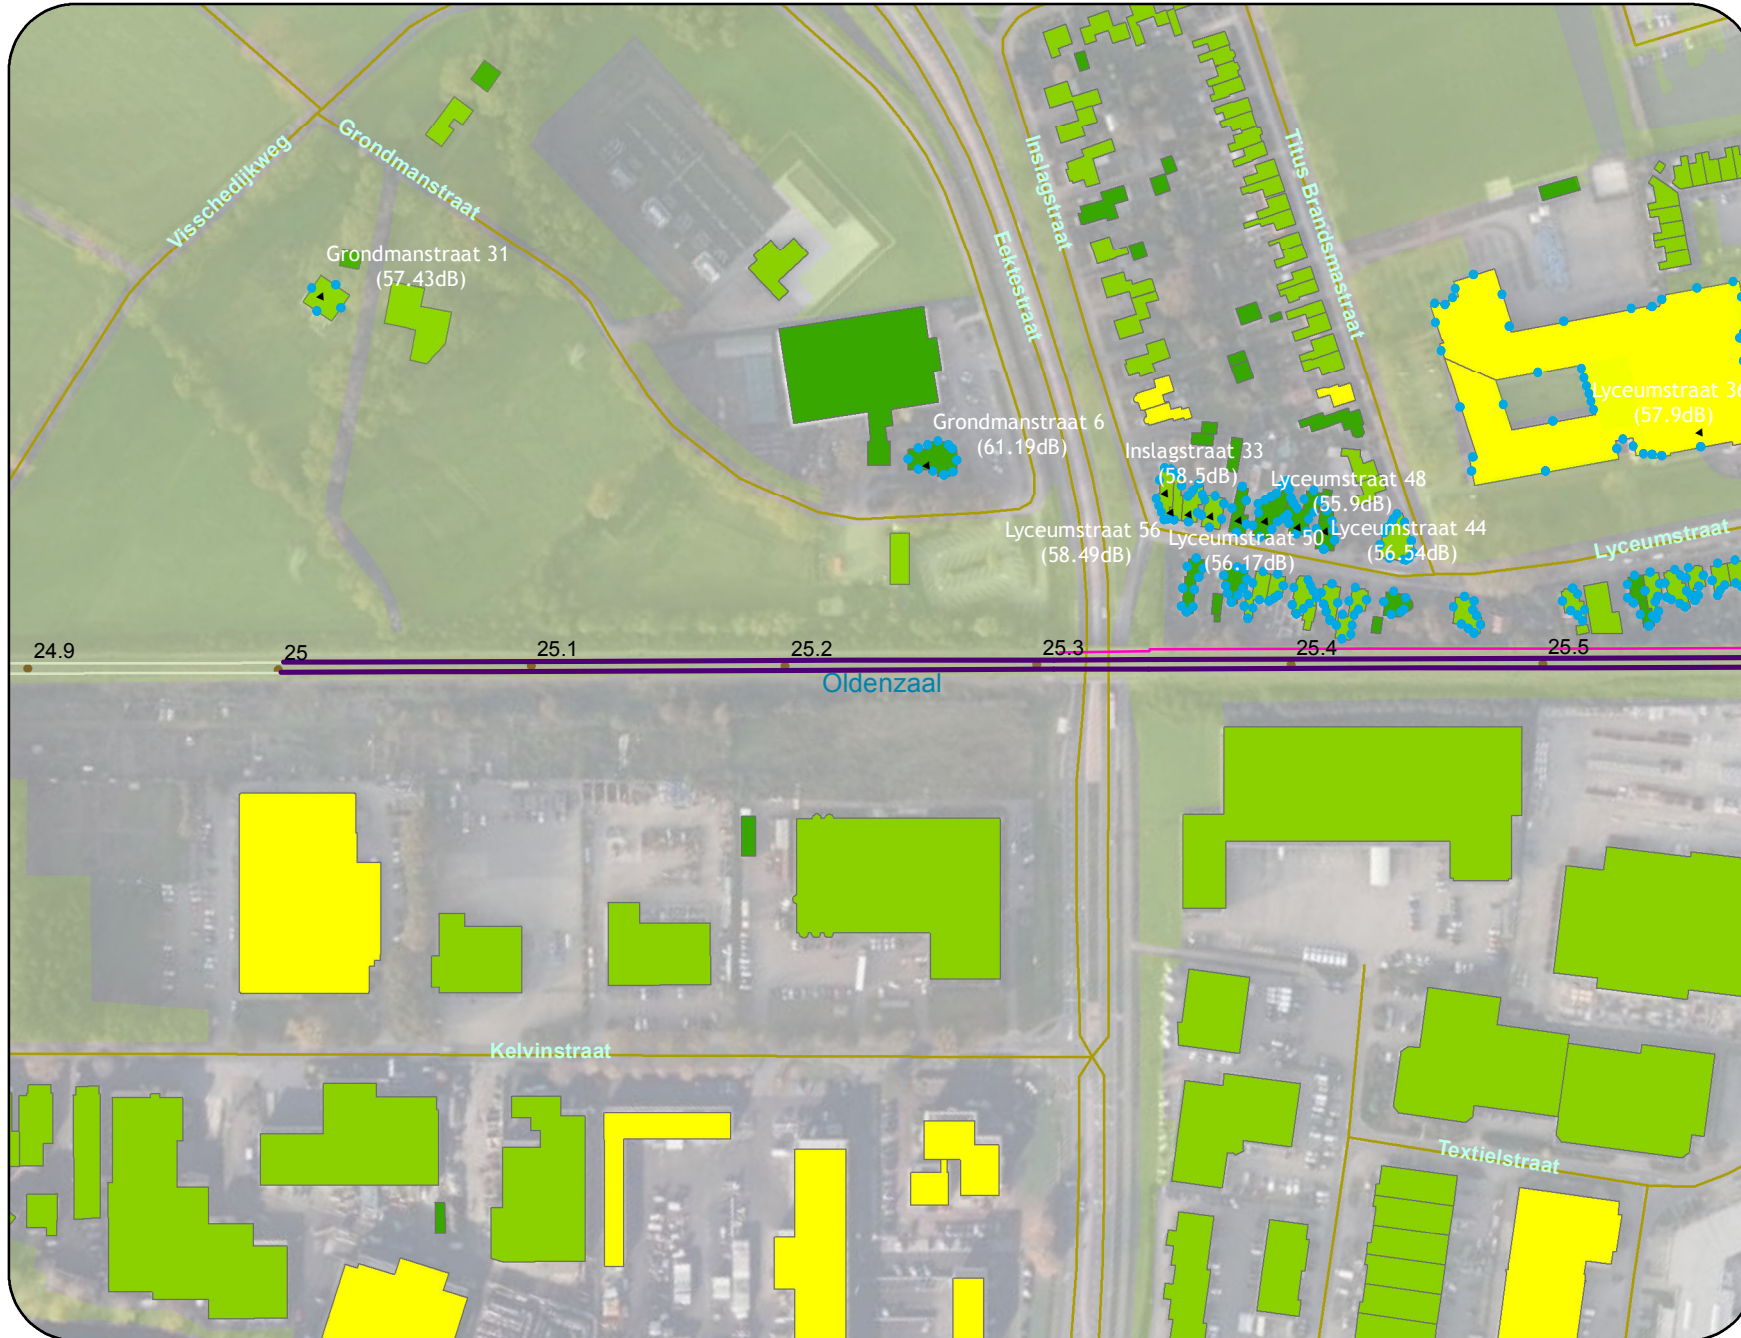 Visschedijkweg
Grondmanstraat
Inslagstraat
Titus Brandsmastraat
Eektestraat
Grondmanstraat 31
(57.43dB)
Lyceumstraat 36
(57.9dB)
Grondmanstraat 6
(61.19dB)
Inslagstraat 33
(58.5dB)
Lyceumstraat 48
(55.9dB)
Lyceumstraat 56
(58.49dB)
Lyceumstraat 50
(56.17dB)
Lyceumstraat 44
(56.54dB)
Lyceumstraat
24.9
25
25.1
25.2
25.3
25.4
25.5
Oldenzaal
Kelvinstraat
Textielstraat